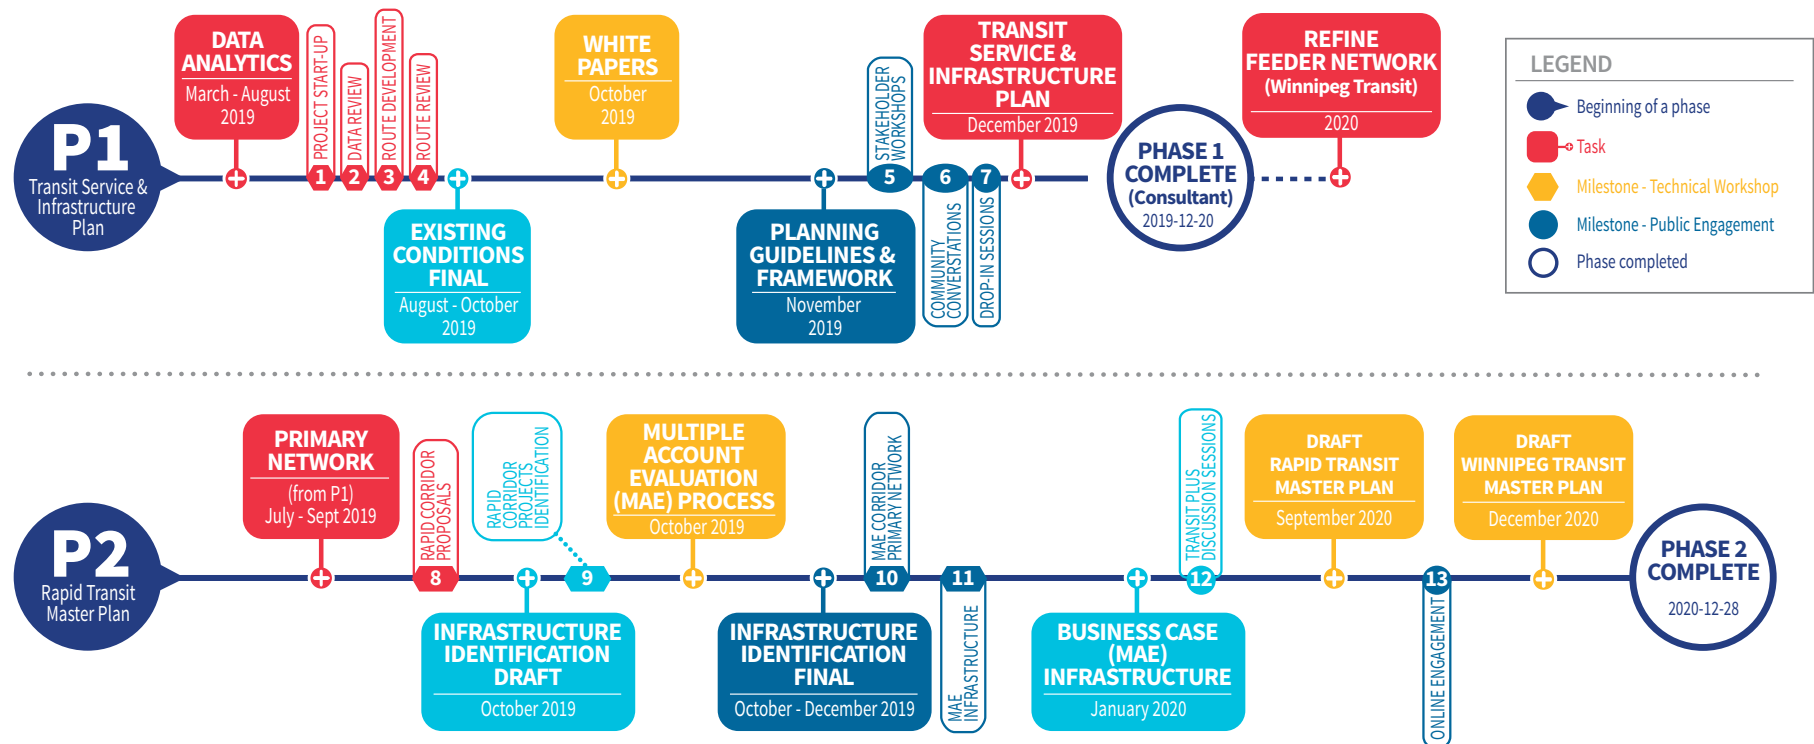 P1
Transit Service &
Infrastructure
Plan
DATA
ANALYTICS
March - August
2019
PROJECT START-UP
1
DATA REVIEW
2
ROUTE DEVELOPMENT
3
ROUTE REVIEW
4
EXISTING
CONDITIONS
FINAL
August - October
2019
WHITE
PAPERS
October
2019
PLANNING
GUIDELINES &
FRAMEWORK
November
2019
STAKEHOLDER
WORKSHOPS
5
6
COMMUNITY
CONVERSTATIONS
7
DROP-IN SESSIONS
TRANSIT
SERVICE &
INFRASTRUCTURE
PLAN
December 2019
PHASE 1
COMPLETE
(Consultant)
2019-12-20
REFINE
FEEDER NETWORK
(Winnipeg Transit)
2020
LEGEND
Beginning of a phase
Task
Milestone - Technical Workshop
Milestone - Public Engagement
Phase completed
P2
Rapid Transit
Master Plan
PRIMARY
NETWORK
(from P1)
July - Sept 2019
RAPID CORRIDOR
PROPOSALS
8
INFRASTRUCTURE
IDENTIFICATION
DRAFT
October 2019
RAPID
CORRIDOR
PROJECTS
IDENTIFICATION
9
MULTIPLE
ACCOUNT
EVALUATION
(MAE) PROCESS
October 2019
INFRASTRUCTURE
IDENTIFICATION
FINAL
October - December 2019
MAE CORRIDOR
PRIMARY NETWORK
10
11
MAE
INFRASTRUCTURE
BUSINESS CASE
(MAE)
INFRASTRUCTURE
January 2020
TRANSIT PLUS
DISCUSSION SESSIONS
12
DRAFT
RAPID TRANSIT
MASTER PLAN
September 2020
13
ONLINE ENGAGEMENT
DRAFT
WINNIPEG TRANSIT
MASTER PLAN
December 2020
PHASE 2
COMPLETE
2020-12-28